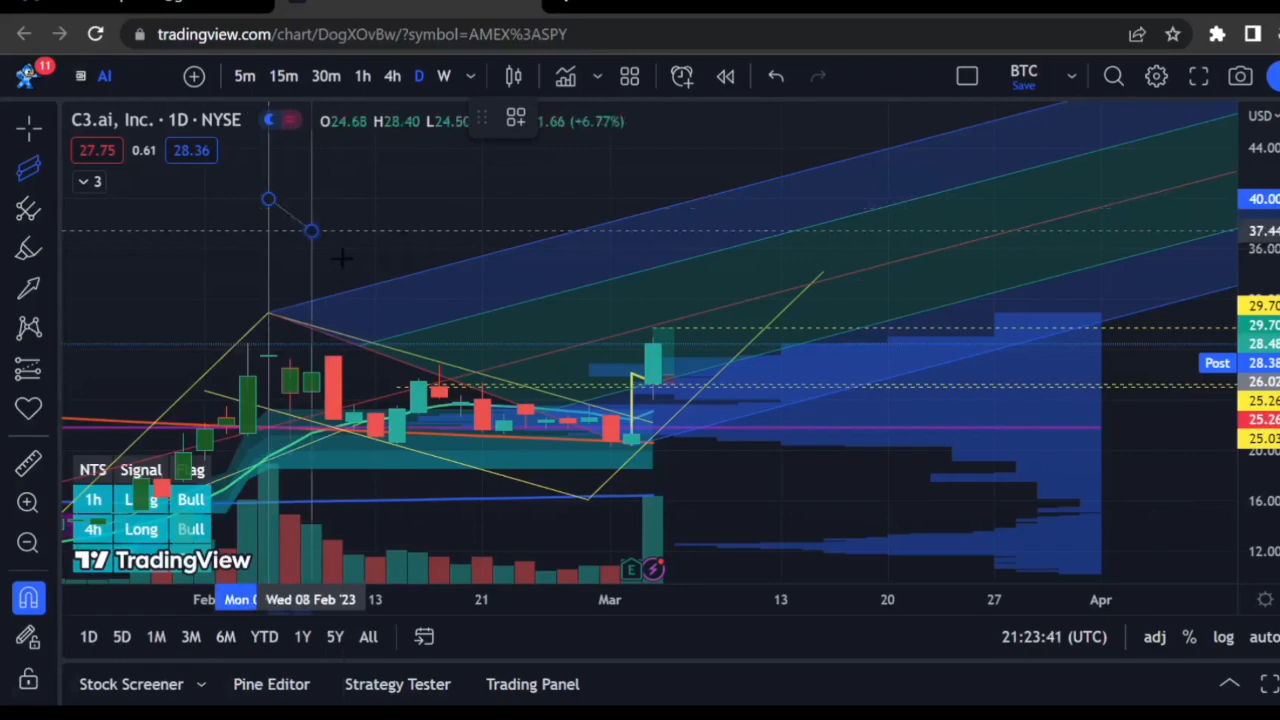 tradingview.com/chart/DogXOvBw/?symbol=AMEX%3ASPY
11
AI
5m 15m 30m 1h 4h D W
BTC
Save
C3.ai, Inc. · 1D · NYSE
O24.68 H28.40 L24.50 1.66 (+6.77%)
USD
27.75 0.61 28.36
44.00
3
40.00
37.44
36.00
29.70
29.70
28.48
Post 28.38
26.02
25.26
25.26
25.03
20.00
NTS Signal Flag
1h Long Bull
16.00
4h Long Bull
12.00
TradingView
E
Feb Mon 0 Wed 08 Feb '23 13 21 Mar 13 20 27 Apr
1D 5D 1M 3M 6M YTD 1Y 5Y All
21:23:41 (UTC) adj % log auto
Stock Screener Pine Editor Strategy Tester Trading Panel